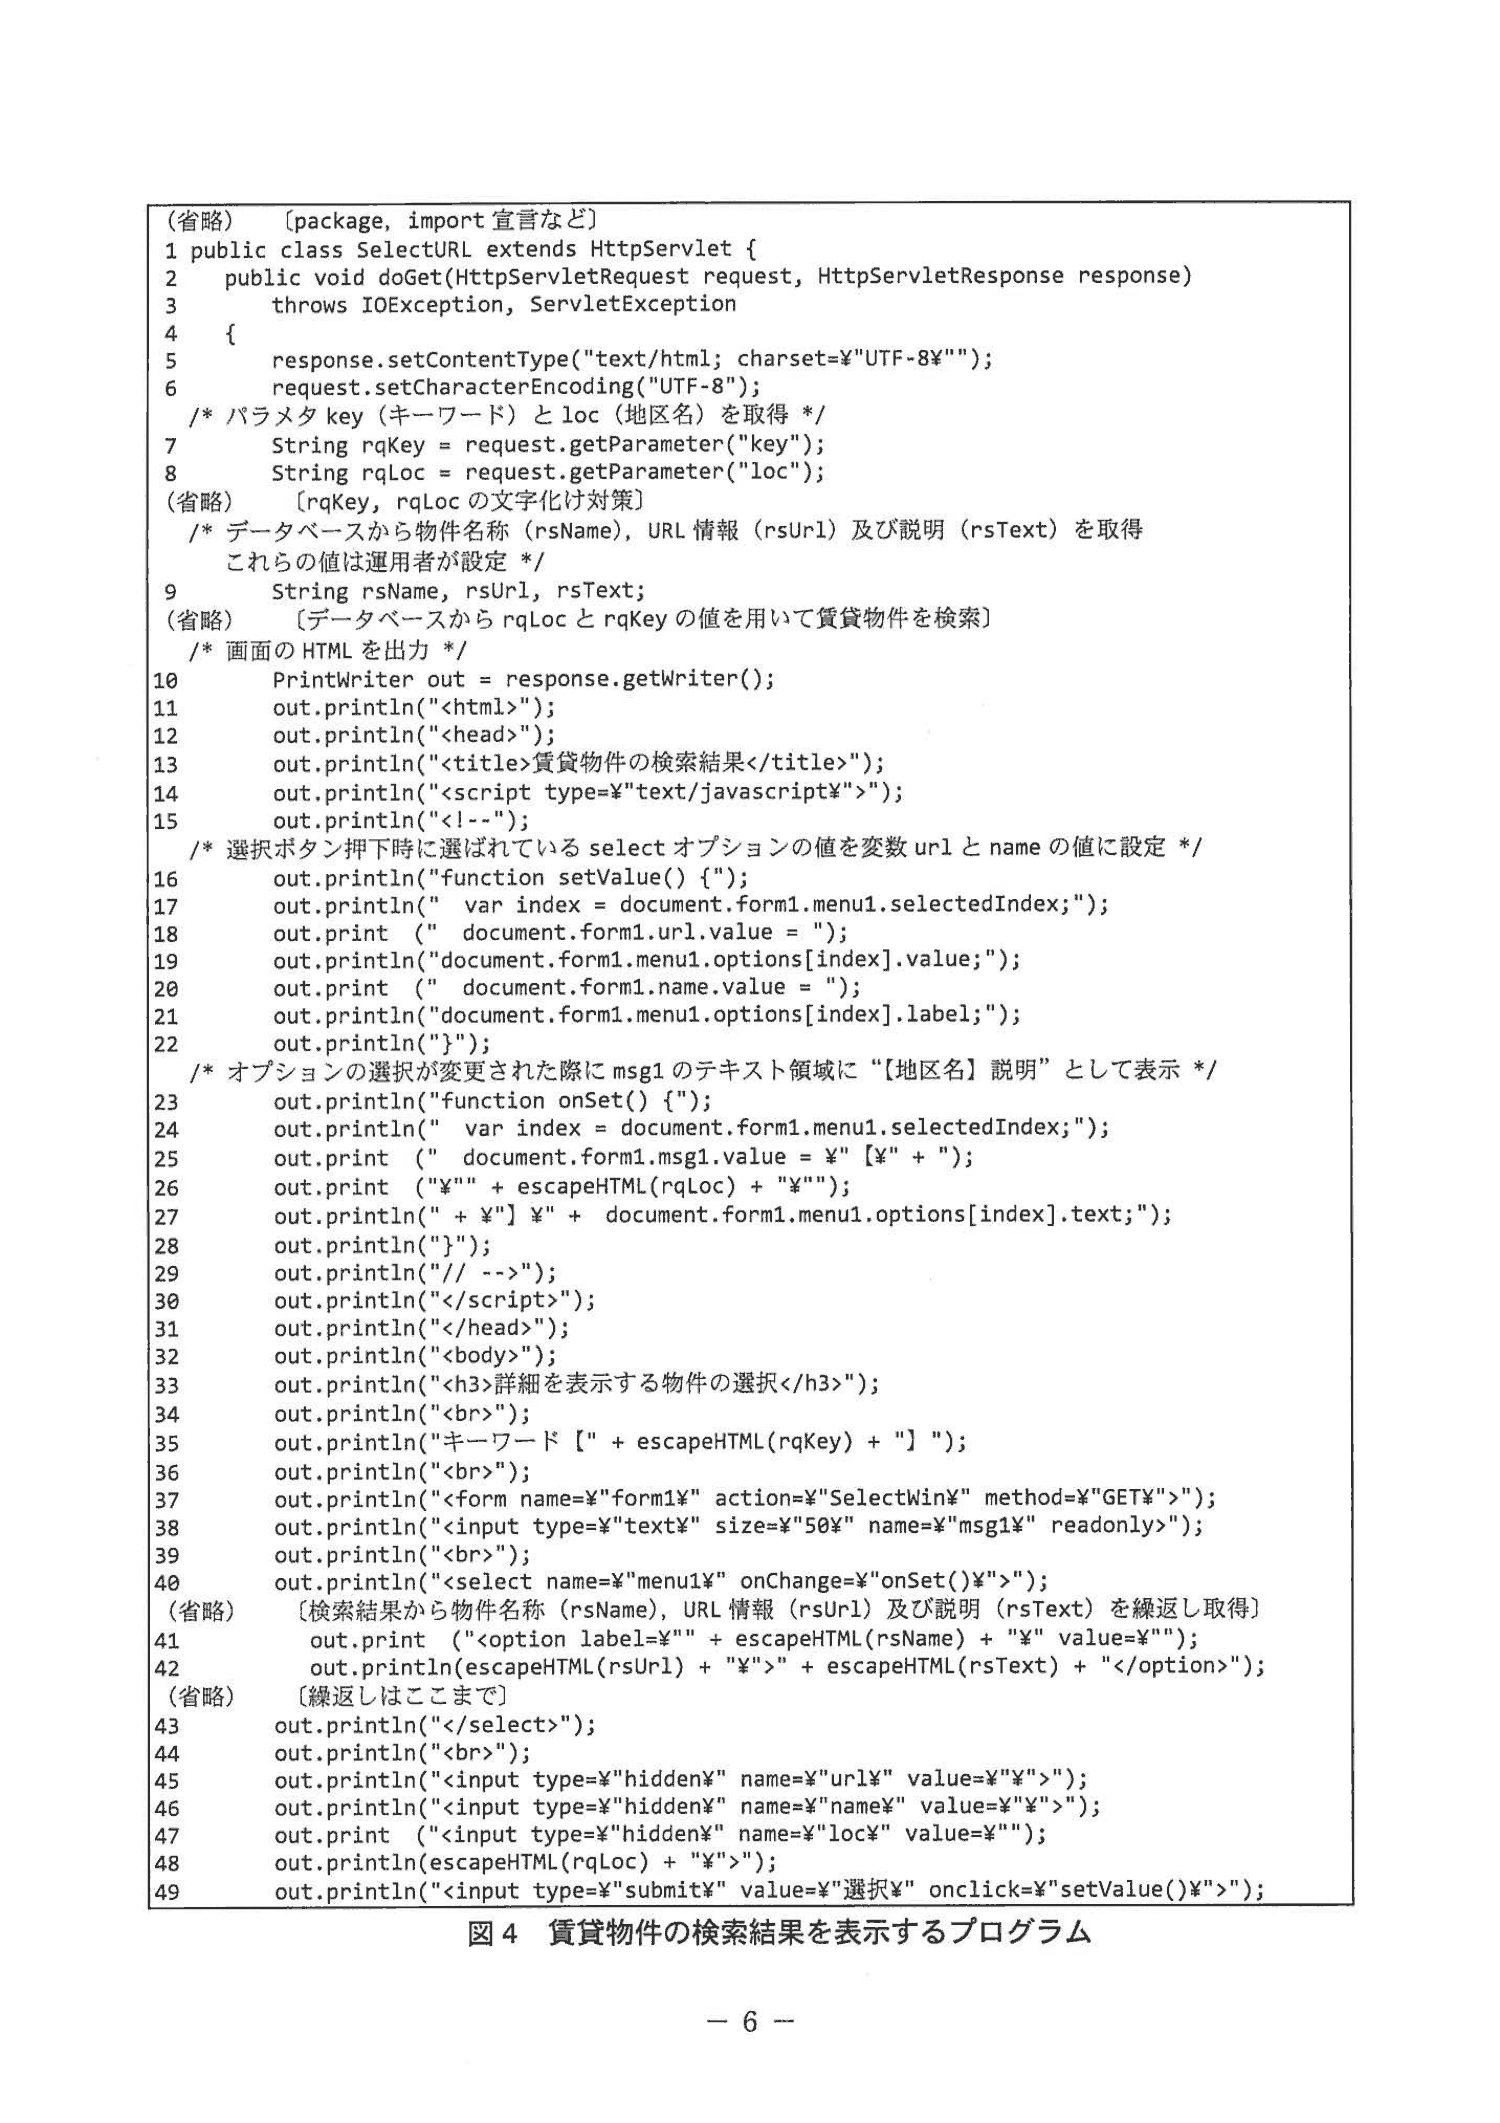 （省略）　〔package, import 宣言など〕
1 public class SelectURL extends HttpServlet {
2   public void doGet(HttpServletRequest request, HttpServletResponse response)
3       throws IOException, ServletException
4   {
5       response.setContentType("text/html; charset=¥"UTF-8¥"");
6       request.setCharacterEncoding("UTF-8");
/* パラメタ key（キーワード）と loc（地区名）を取得 */
7       String rqKey = request.getParameter("key");
8       String rqLoc = request.getParameter("loc");
（省略）　〔rqKey, rqLoc の文字化け対策〕
/* データベースから物件名称（rsName），URL 情報（rsUrl）及び説明（rsText）を取得
これらの値は運用者が設定 */
9       String rsName, rsUrl, rsText;
（省略）　〔データベースから rqLoc と rqKey の値を用いて賃貸物件を検索〕
/* 画面の HTML を出力 */
10      PrintWriter out = response.getWriter();
11      out.println("<html>");
12      out.println("<head>");
13      out.println("<title>賃貸物件の検索結果</title>");
14      out.println("<script type=¥"text/javascript¥">");
15      out.println("<!--");
/* 選択ボタン押下時に選ばれている select オプションの値を変数 url と name の値に設定 */
16      out.println("function setValue() {");
17      out.println("  var index = document.form1.menu1.selectedIndex;");
18      out.print  ("  document.form1.url.value = ");
19      out.println("document.form1.menu1.options[index].value;");
20      out.print  ("  document.form1.name.value = ");
21      out.println("document.form1.menu1.options[index].label;");
22      out.println("}");
/* オプションの選択が変更された際に msg1 のテキスト領域に“【地区名】説明”として表示 */
23      out.println("function onSet() {");
24      out.println("  var index = document.form1.menu1.selectedIndex;");
25      out.print  ("  document.form1.msg1.value = ¥"【¥" + ");
26      out.print  ("¥"" + escapeHTML(rqLoc) + "¥"");
27      out.println(" + ¥"】¥" +  document.form1.menu1.options[index].text;");
28      out.println("}");
29      out.println("// -->");
30      out.println("</script>");
31      out.println("</head>");
32      out.println("<body>");
33      out.println("<h3>詳細を表示する物件の選択</h3>");
34      out.println("<br>");
35      out.println("キーワード【" + escapeHTML(rqKey) + "】");
36      out.println("<br>");
37      out.println("<form name=¥"form1¥" action=¥"SelectWin¥" method=¥"GET¥">");
38      out.println("<input type=¥"text¥" size=¥"50¥" name=¥"msg1¥" readonly>");
39      out.println("<br>");
40      out.println("<select name=¥"menu1¥" onChange=¥"onSet()¥">");
（省略）　〔検索結果から物件名称（rsName），URL 情報（rsUrl）及び説明（rsText）を繰返し取得〕
41        out.print  ("<option label=¥"" + escapeHTML(rsName) + "¥" value=¥"");
42        out.println(escapeHTML(rsUrl) + "¥">" + escapeHTML(rsText) + "</option>");
（省略）　〔繰返しはここまで〕
43      out.println("</select>");
44      out.println("<br>");
45      out.println("<input type=¥"hidden¥" name=¥"url¥" value=¥"¥">");
46      out.println("<input type=¥"hidden¥" name=¥"name¥" value=¥"¥">");
47      out.print  ("<input type=¥"hidden¥" name=¥"loc¥" value=¥"");
48      out.println(escapeHTML(rqLoc) + "¥">");
49      out.println("<input type=¥"submit¥" value=¥"選択¥" onclick=¥"setValue()¥">");
図４　賃貸物件の検索結果を表示するプログラム
－ 6 －